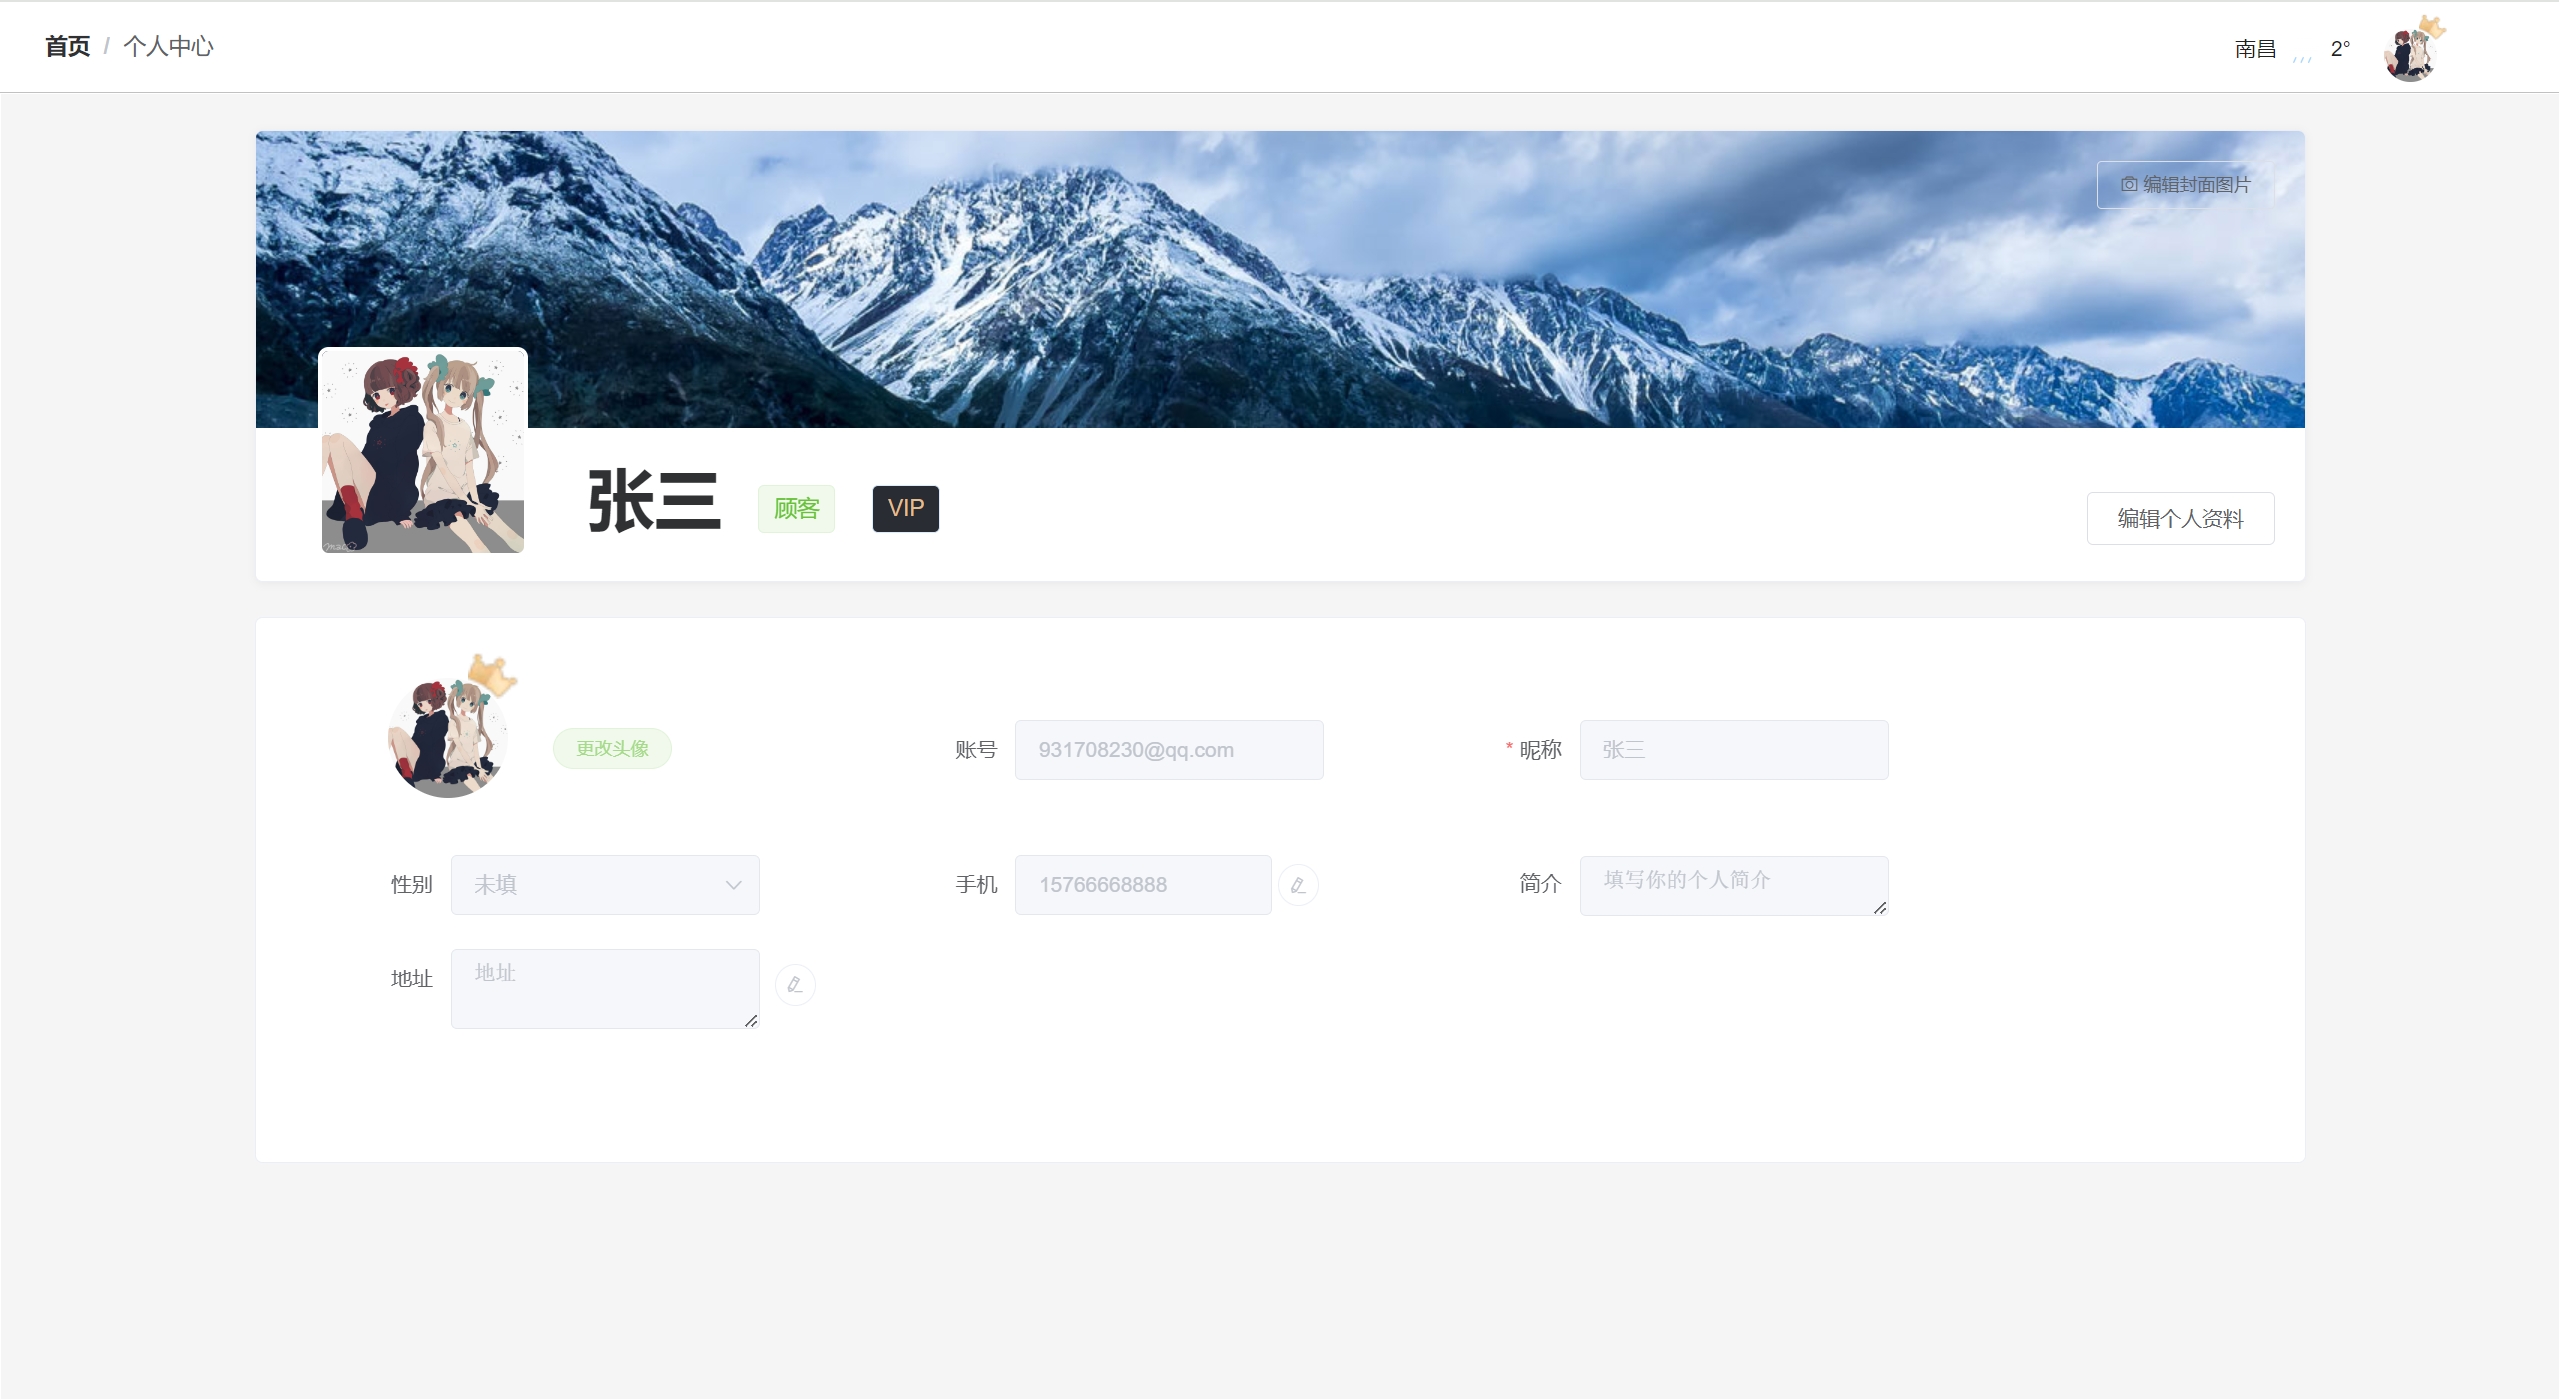 首页 / 个人中心
南昌 2°
编辑封面图片
张三 顾客 VIP
编辑个人资料
更改头像
账号 931708230@qq.com
* 昵称 张三
性别 未填
手机 15766668888
简介 填写你的个人简介
地址 地址